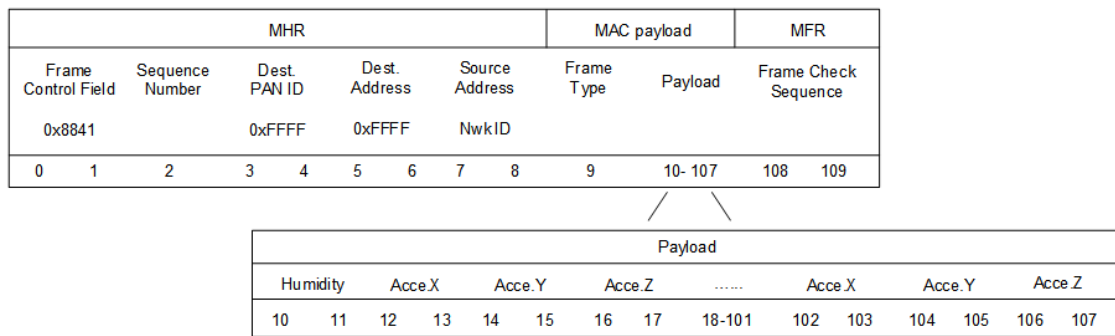 MHR MAC payload MFR
Frame Control Field Sequence Number Dest. PAN ID Dest. Address Source Address Frame Type Payload Frame Check Sequence
0x8841 0xFFFF 0xFFFF NwkID
0 1 2 3 4 5 6 7 8 9 10-107 108 109
Payload
Humidity Acce.X Acce.Y Acce.Z ...... Acce.X Acce.Y Acce.Z
10 11 12 13 14 15 16 17 18-101 102 103 104 105 106 107